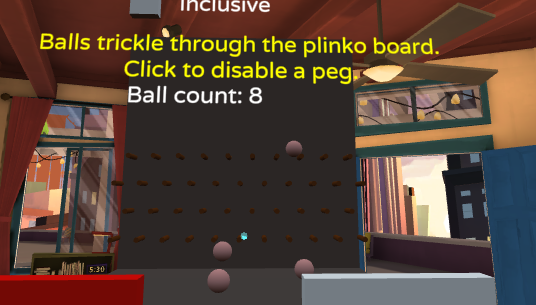 Inclusive
Balls trickle through the plinko board.
Click to disable a peg.
Ball count: 8
5:30